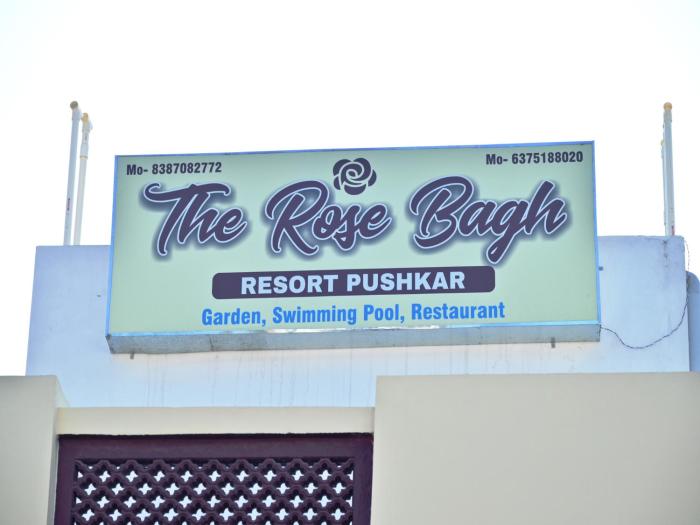 Mo- 8387082772
Mo- 6375188020
The Rose Bagh
RESORT PUSHKAR
Garden, Swimming Pool, Restaurant